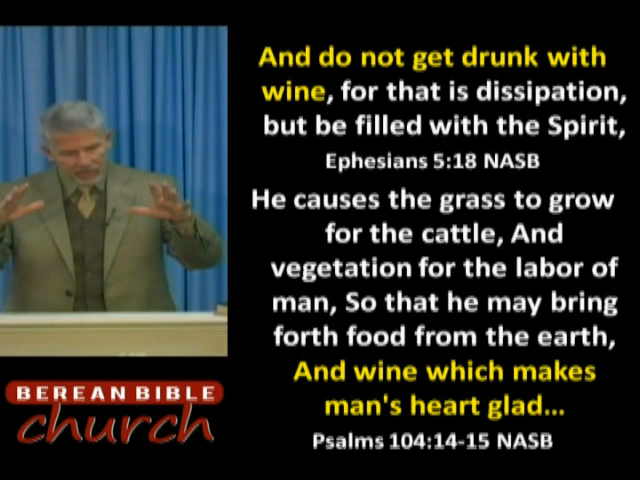 And do not get drunk with
wine, for that is dissipation,
but be filled with the Spirit,
Ephesians 5:18 NASB
He causes the grass to grow
for the cattle, And
vegetation for the labor of
man, So that he may bring
forth food from the earth,
And wine which makes
man's heart glad...
Psalms 104:14-15 NASB
BEREAN BIBLE
church